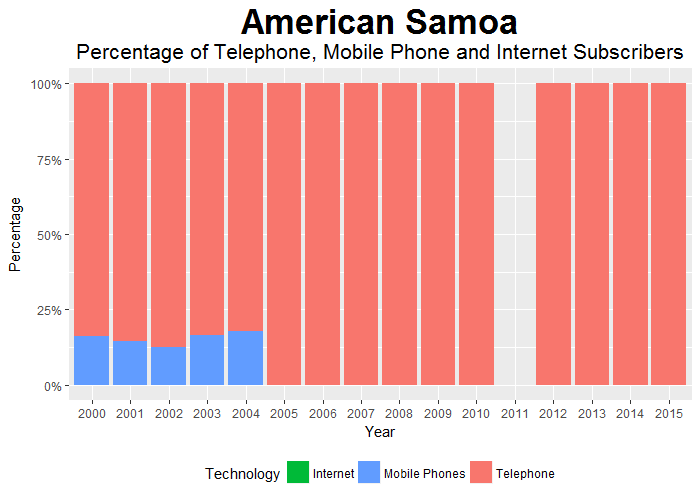 American Samoa
Percentage of Telephone, Mobile Phone and Internet Subscribers
Percentage
100%
75%
50%
25%
0%
2000 2001 2002 2003 2004 2005 2006 2007 2008 2009 2010 2011 2012 2013 2014 2015
Year
Technology Internet Mobile Phones Telephone